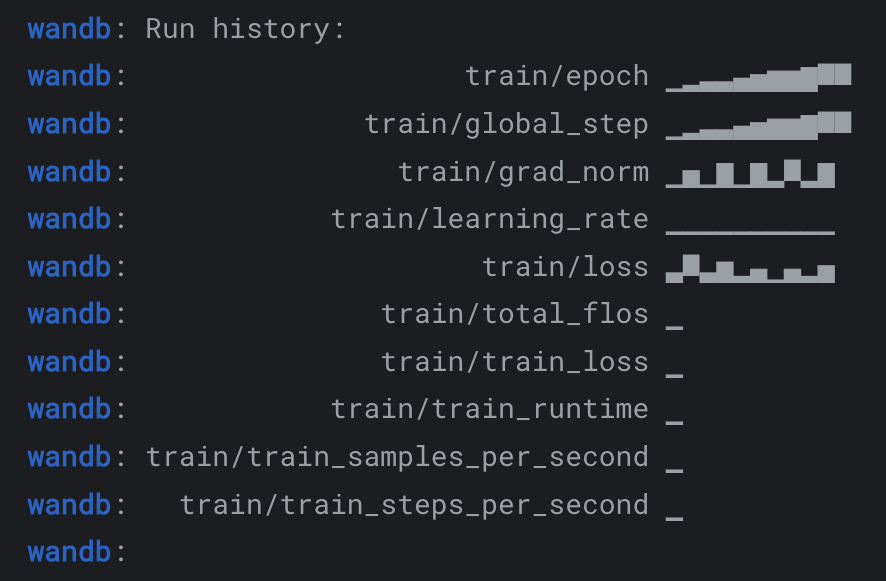 wandb: Run history:
wandb: train/epoch ▁▂▃▃▄▅▆▆▇██
wandb: train/global_step ▁▂▃▃▄▅▆▆▇██
wandb: train/grad_norm ▁▅▁▇▁▇▂█▂▇
wandb: train/learning_rate ▁▁▁▁▁▁▁▁▁▁
wandb: train/loss ▃█▃▆▂▄▁▄▂▅
wandb: train/total_flos ▁
wandb: train/train_loss ▁
wandb: train/train_runtime ▁
wandb: train/train_samples_per_second ▁
wandb: train/train_steps_per_second ▁
wandb: